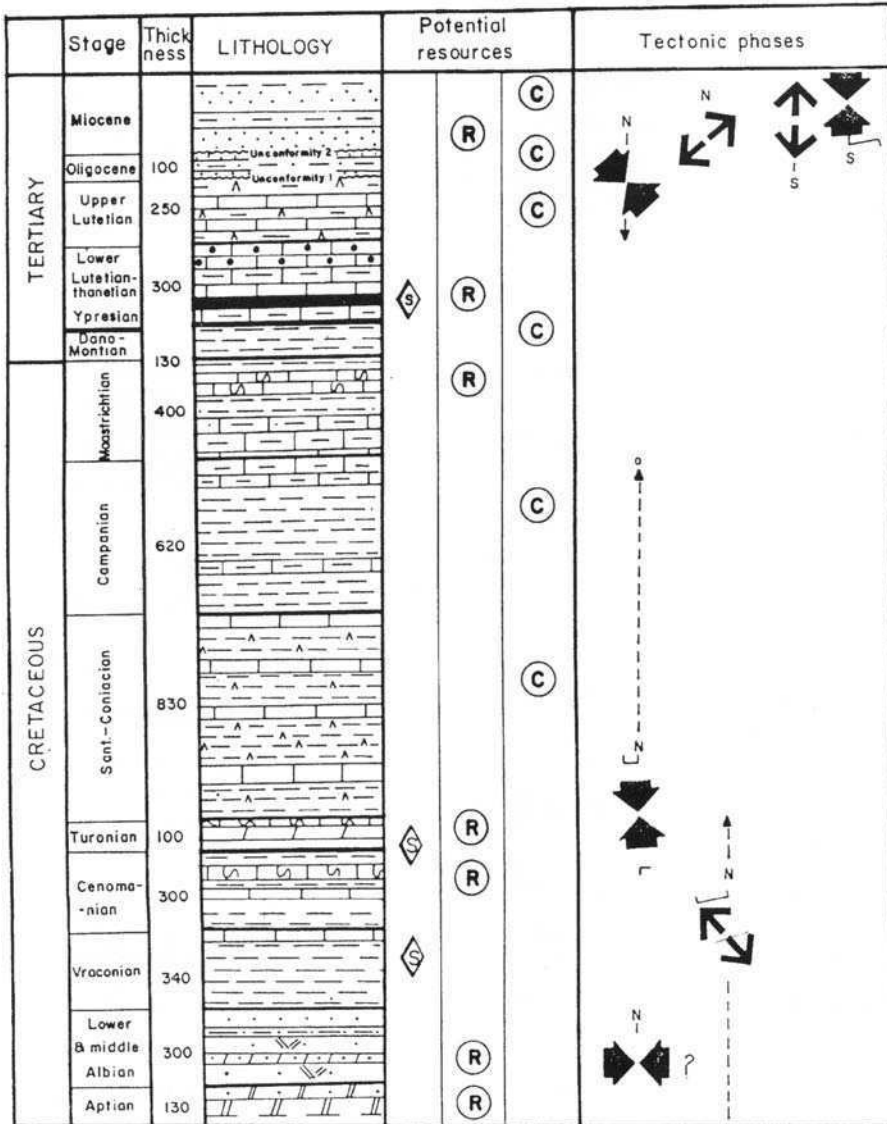 Stage
Thick
ness
LITHOLOGY
Potential
resources
Tectonic phases
TERTIARY
Miocene
Unconformity 2
Oligocene
100
Unconformity 1
Upper
Lutetian
250
Lower
Lutetian-
thanetian
300
Ypresian
Dano-
Montian
130
CRETACEOUS
Maastrichtian
400
Campanian
620
Sant.-Coniacian
830
Turonian
100
Cenoma-
-nian
300
Vraconian
340
Lower
& middle
Albian
300
Aptian
130
S
S
S
R
R
R
R
R
R
R
C
C
C
C
C
C
N
N
S
S
N
N
N
?